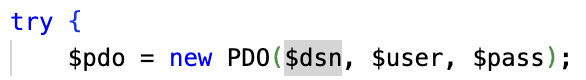 try {
    $pdo = new PDO($dsn, $user, $pass);